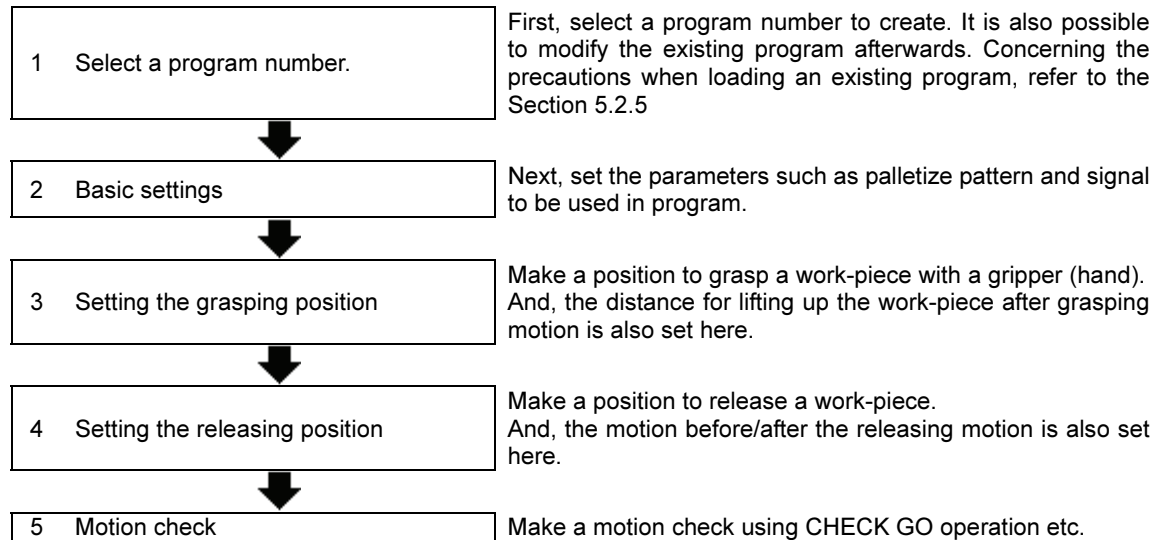 First, select a program number to create. It is also possible
1 Select a program number.
to modify the existing program afterwards. Concerning the
precautions when loading an existing program, refer to the
Section 5.2.5
2 Basic settings
Next, set the parameters such as palletize pattern and signal
to be used in program.
3 Setting the grasping position
Make a position to grasp a work-piece with a gripper (hand).
And, the distance for lifting up the work-piece after grasping
motion is also set here.
4 Setting the releasing position
Make a position to release a work-piece.
And, the motion before/after the releasing motion is also set
here.
5 Motion check
Make a motion check using CHECK GO operation etc.